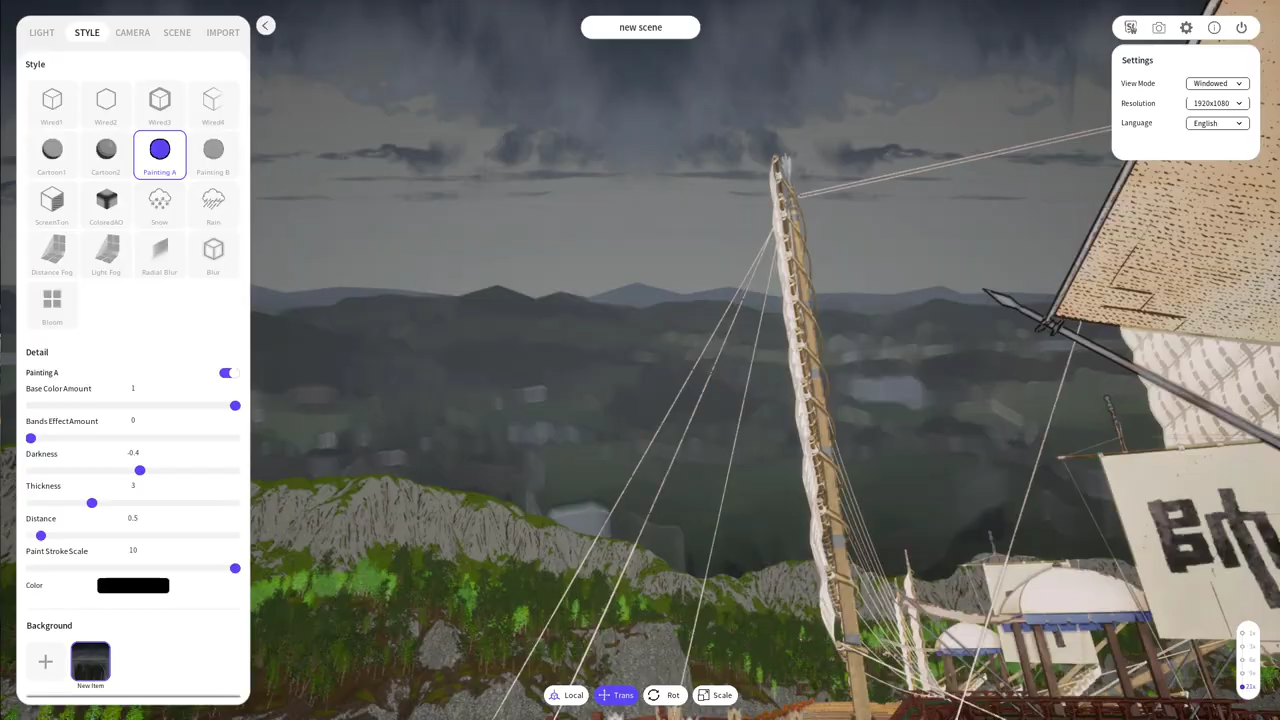 LIGHT STYLE CAMERA SCENE IMPORT
new scene
Style
Wired1 Wired2 Wired3 Wired4
Cartoon1 Cartoon2 Painting A Painting B
ScreenTon ColoredAO Snow Rain
Distance Fog Light Fog Radial Blur Blur
Bloom
Detail
Painting A
Base Color Amount 1
Bands Effect Amount 0
Darkness -0.4
Thickness 3
Distance 0.5
Paint Stroke Scale 10
Color
Background
New Item
Settings
View Mode Windowed
Resolution 1920x1080
Language English
帥
Local Trans Rot Scale
21x